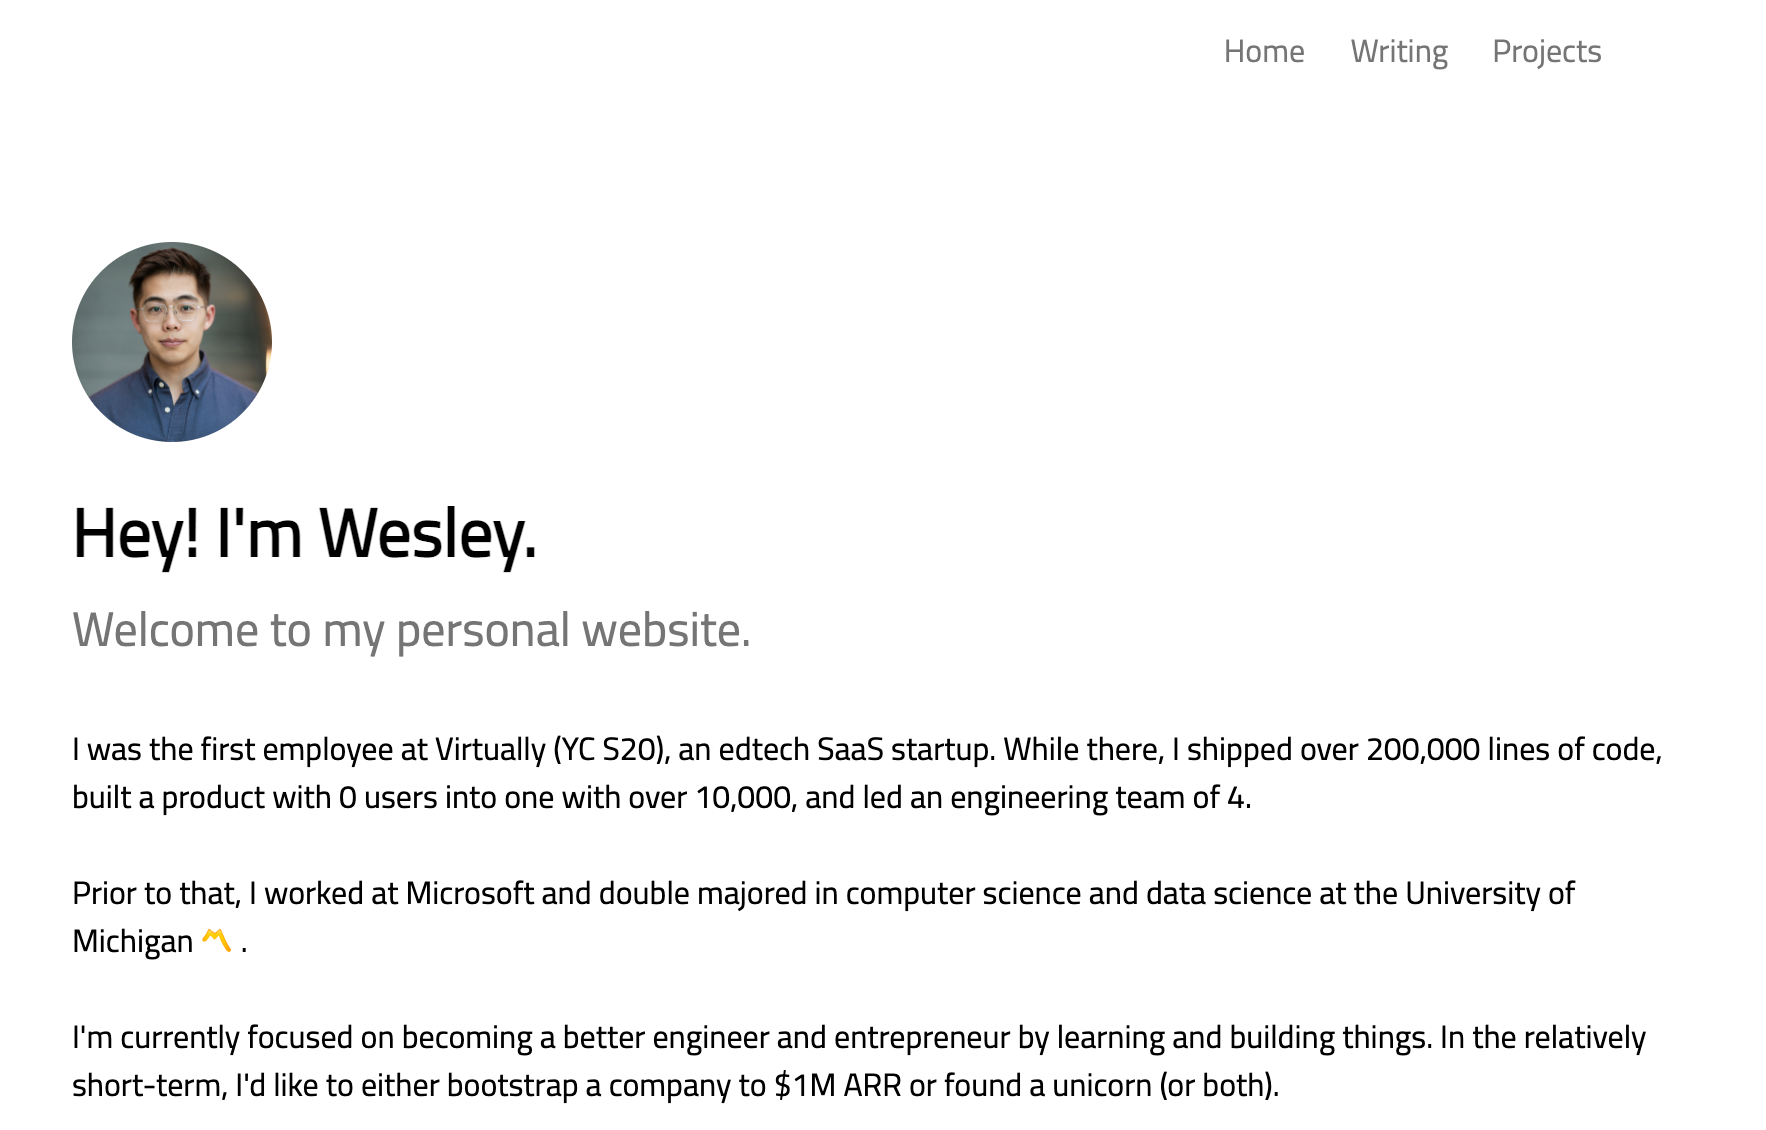 Home Writing Projects
Hey! I'm Wesley.
Welcome to my personal website.
I was the first employee at Virtually (YC S20), an edtech SaaS startup. While there, I shipped over 200,000 lines of code,
built a product with 0 users into one with over 10,000, and led an engineering team of 4.
Prior to that, I worked at Microsoft and double majored in computer science and data science at the University of
Michigan 〽️ .
I'm currently focused on becoming a better engineer and entrepreneur by learning and building things. In the relatively
short-term, I'd like to either bootstrap a company to $1M ARR or found a unicorn (or both).